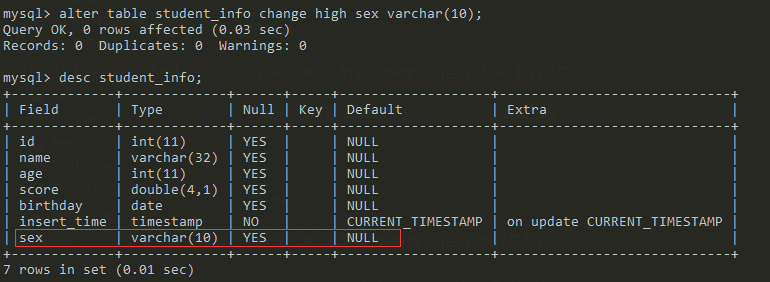 mysql> alter table student_info change high sex varchar(10);
Query OK, 0 rows affected (0.03 sec)
Records: 0  Duplicates: 0  Warnings: 0

mysql> desc student_info;
+-------------+-------------+------+-----+-------------------+-----------------------------+
| Field       | Type        | Null | Key | Default           | Extra                       |
+-------------+-------------+------+-----+-------------------+-----------------------------+
| id          | int(11)     | YES  |     | NULL              |                             |
| name        | varchar(32) | YES  |     | NULL              |                             |
| age         | int(11)     | YES  |     | NULL              |                             |
| score       | double(4,1) | YES  |     | NULL              |                             |
| birthday    | date        | YES  |     | NULL              |                             |
| insert_time | timestamp   | NO   |     | CURRENT_TIMESTAMP | on update CURRENT_TIMESTAMP |
| sex         | varchar(10) | YES  |     | NULL              |                             |
+-------------+-------------+------+-----+-------------------+-----------------------------+
7 rows in set (0.01 sec)